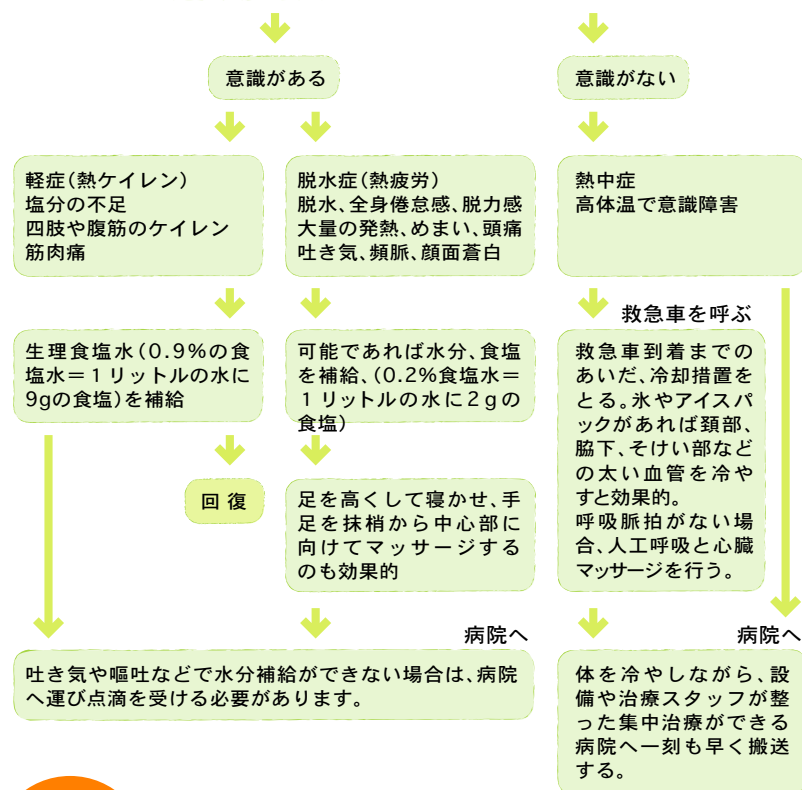 意識がある
意識がない
軽症(熱ケイレン)
塩分の不足
四肢や腹筋のケイレン
筋肉痛
脱水症(熱疲労)
脱水、全身倦怠感、脱力感
大量の発熱、めまい、頭痛
吐き気、頻脈、顔面蒼白
熱中症
高体温で意識障害
生理食塩水(0.9%の食
塩水=1リットルの水に
9gの食塩)を補給
可能であれば水分、食塩
を補給、(0.2%食塩水=
1リットルの水に2gの
食塩)
救急車を呼ぶ
救急車到着までの
あいだ、冷却措置を
とる。氷やアイスパ
ックがあれば頚部、
脇下、そけい部など
の太い血管を冷や
すと効果的。
呼吸脈拍がない場
合、人工呼吸と心臓
マッサージを行う。
回復
足を高くして寝かせ、手
足を抹梢から中心部に
向けてマッサージする
のも効果的
病院へ
吐き気や嘔吐などで水分補給ができない場合は、病院
へ運び点滴を受ける必要があります。
病院へ
体を冷やしながら、設
備や治療スタッフが整
った集中治療ができる
病院へ一刻も早く搬送
する。